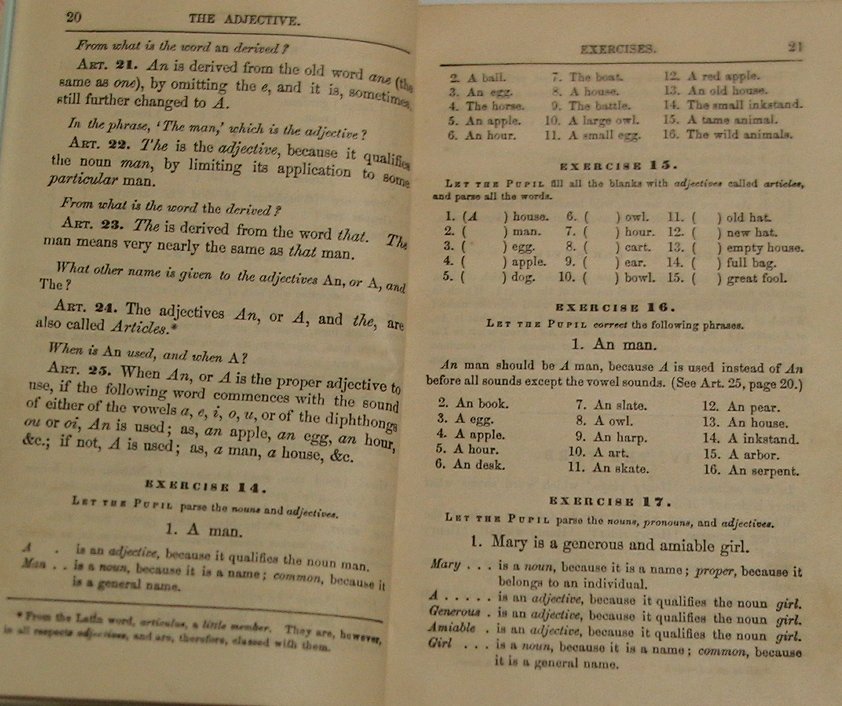 20 THE ADJECTIVE.
From what is the word an derived?
ART. 21. An is derived from the old word ane (the
same as one), by omitting the e, and it is, sometimes,
still further changed to A.
In the phrase, 'The man,' which is the adjective?
ART. 22. The is the adjective, because it qualifies
the noun man, by limiting its application to some
particular man.
From what is the word the derived?
ART. 23. The is derived from the word that. The
man means very nearly the same as that man.
What other name is given to the adjectives An, or A, and
The?
ART. 24. The adjectives An, or A, and the, are
also called Articles.*
When is An used, and when A?
ART. 25. When An, or A is the proper adjective to
use, if the following word commences with the sound
of either of the vowels a, e, i, o, u, or of the diphthongs
ou or oi, An is used; as, an apple, an egg, an hour,
&c.; if not, A is used; as, a man, a house, &c.
EXERCISE 14.
LET THE PUPIL parse the nouns and adjectives.
1. A man.
A . is an adjective, because it qualifies the noun man.
Man . . is a noun, because it is a name; common, because it
is a general name.
* From the Latin word, articulus, a little member. They are, however,
in all respects adjectives, and are, therefore, classed with them.
EXERCISES. 21
2. A ball. 7. The boat. 12. A red apple.
3. An egg. 8. A house. 13. An old house.
4. The horse. 9. The battle. 14. The small inkstand.
5. An apple. 10. A large owl. 15. A tame animal.
6. An hour. 11. A small egg. 16. The wild animals.
EXERCISE 15.
LET THE PUPIL fill all the blanks with adjectives called articles,
and parse all the words.
1. (A ) house. 6. ( ) owl. 11. ( ) old hat.
2. ( ) man. 7. ( ) hour. 12. ( ) new hat.
3. ( ) egg. 8. ( ) cart. 13. ( ) empty house.
4. ( ) apple. 9. ( ) ear. 14. ( ) full bag.
5. ( ) dog. 10. ( ) bowl. 15. ( ) great fool.
EXERCISE 16.
LET THE PUPIL correct the following phrases.
1. An man.
An man should be A man, because A is used instead of An
before all sounds except the vowel sounds. (See Art. 25, page 20.)
2. An book. 7. An slate. 12. An pear.
3. A egg. 8. A owl. 13. An house.
4. A apple. 9. An harp. 14. A inkstand.
5. A hour. 10. A art. 15. A arbor.
6. An desk. 11. An skate. 16. An serpent.
EXERCISE 17.
LET THE PUPIL parse the nouns, pronouns, and adjectives.
1. Mary is a generous and amiable girl.
Mary . . . is a noun, because it is a name; proper, because it
belongs to an individual.
A . . . . . is an adjective, because it qualifies the noun girl.
Generous . is an adjective, because it qualifies the noun girl.
Amiable . is an adjective, because it qualifies the noun girl.
Girl . . . is a noun, because it is a name; common, because
it is a general name.